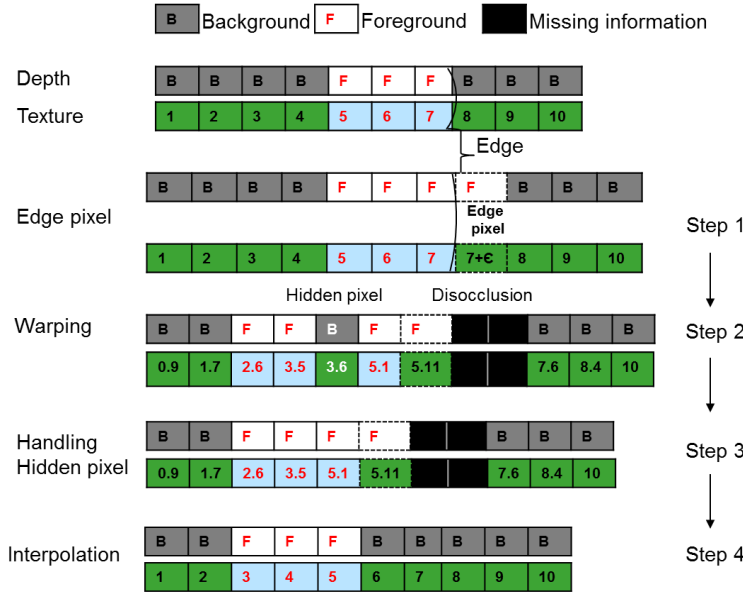 B Background F Foreground Missing information
Depth B B B B F F F B B B
Texture 1 2 3 4 5 6 7 8 9 10
Edge
B B B B F F F F B B B
Edge pixel
Edge
pixel
Step 1
1 2 3 4 5 6 7 7+Є 8 9 10
Hidden pixel Disocclusion
Warping B B F F B F F B B B Step 2
0.9 1.7 2.6 3.5 3.6 5.1 5.11 7.6 8.4 10
Handling B B F F F F B B B Step 3
Hidden pixel 0.9 1.7 2.6 3.5 5.1 5.11 7.6 8.4 10
B B F F F B B B B B
Interpolation Step 4
1 2 3 4 5 6 7 8 9 10